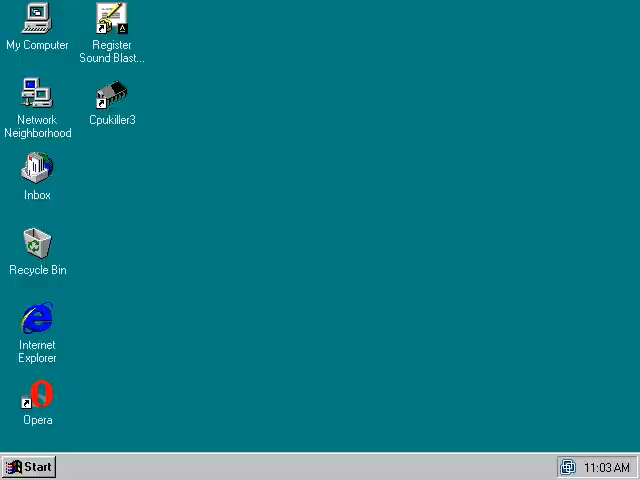 My Computer
Register
Sound Blast...
Network
Neighborhood
Cpukiller3
Inbox
Recycle Bin
Internet
Explorer
Opera
Start
11:03 AM